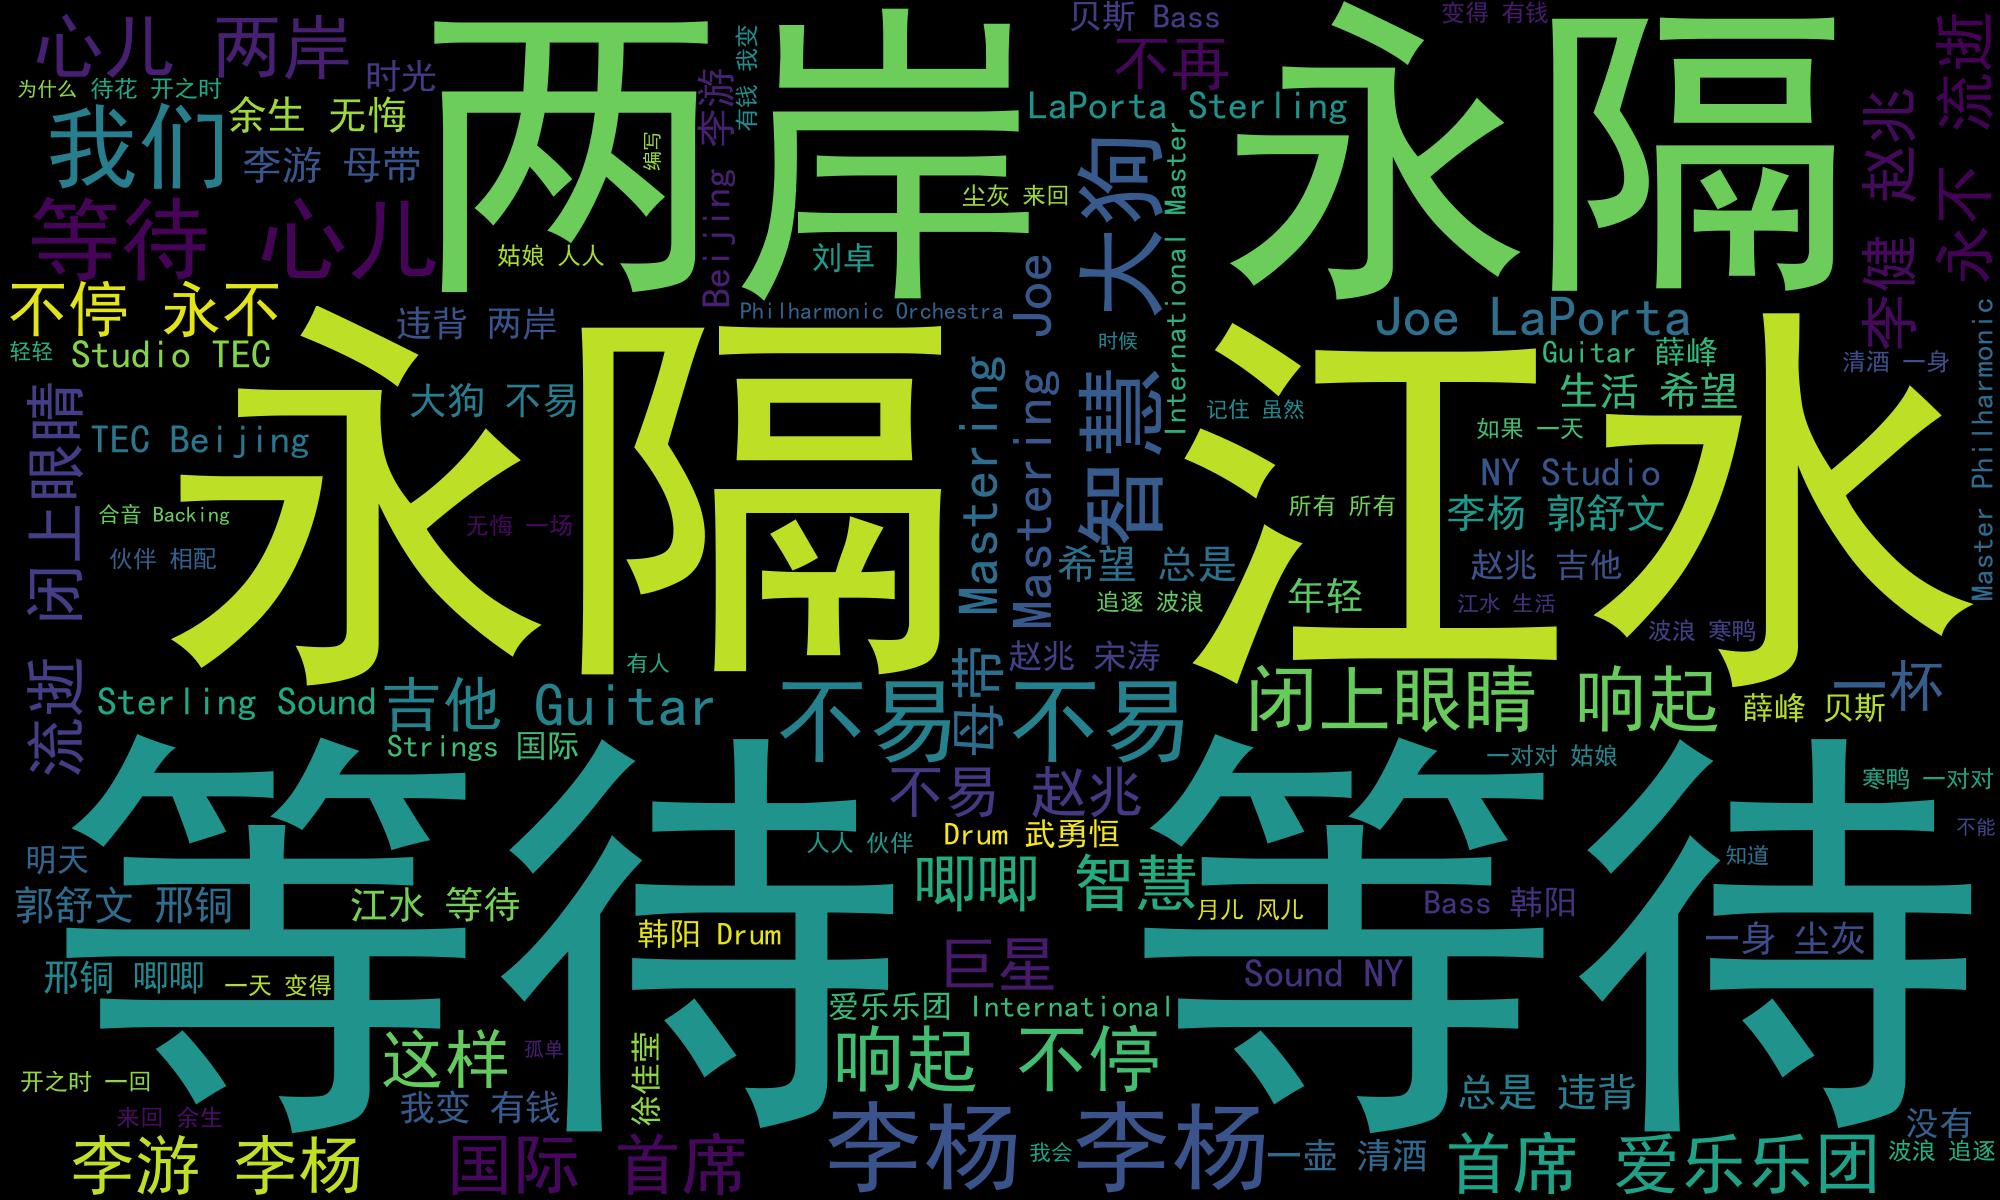 心儿 两岸
两岸
永隔
贝斯 Bass
变得 有钱
时光
不再
有钱 我变
为什么
待花 开之时
余生 无悔
LaPorta Sterling
我们
李游 母带
编写
Beijing 李游
大狗
International Master
李健 赵兆
永不 流逝
等待 心儿
尘灰 来回
姑娘 人人
刘卓
不停 永不
违背 两岸
Philharmonic Orchestra
Mastering Joe
Joe LaPorta
轻轻
Studio TEC
时候
Guitar 薛峰
清酒 一身
Master Philharmonic
永隔
江水
大狗 不易
生活 希望
记住 虽然
TEC Beijing
如果 一天
Mastering
智慧
NY Studio
闭上眼睛
合音 Backing
无悔 一场
所有 所有
李杨 郭舒文
伙伴 相配
希望 总是
赵兆 吉他
追逐 波浪
年轻
江水 生活
波浪 寒鸭
有人
赵兆 宋涛
流逝
Sterling Sound
吉他 Guitar
不易
母带
不易
闭上眼睛 响起
薛峰 贝斯
一杯
Strings 国际
一对对 姑娘
不易 赵兆
寒鸭 一对对
等待
等待
人人 伙伴
Drum 武勇恒
不能
明天
知道
唧唧 智慧
郭舒文 邢铜
江水 等待
月儿 风儿
Bass 韩阳
韩阳 Drum
一身 尘灰
巨星
邢铜 唧唧
一天 变得
Sound NY
爱乐乐团 International
这样
孤单
徐佳莹
响起 不停
开之时 一回
我变 有钱
总是 违背
来回 余生
没有
李游 李杨
国际 首席
李杨
我会
李杨
一壶 清酒
首席 爱乐乐团
波浪 追逐